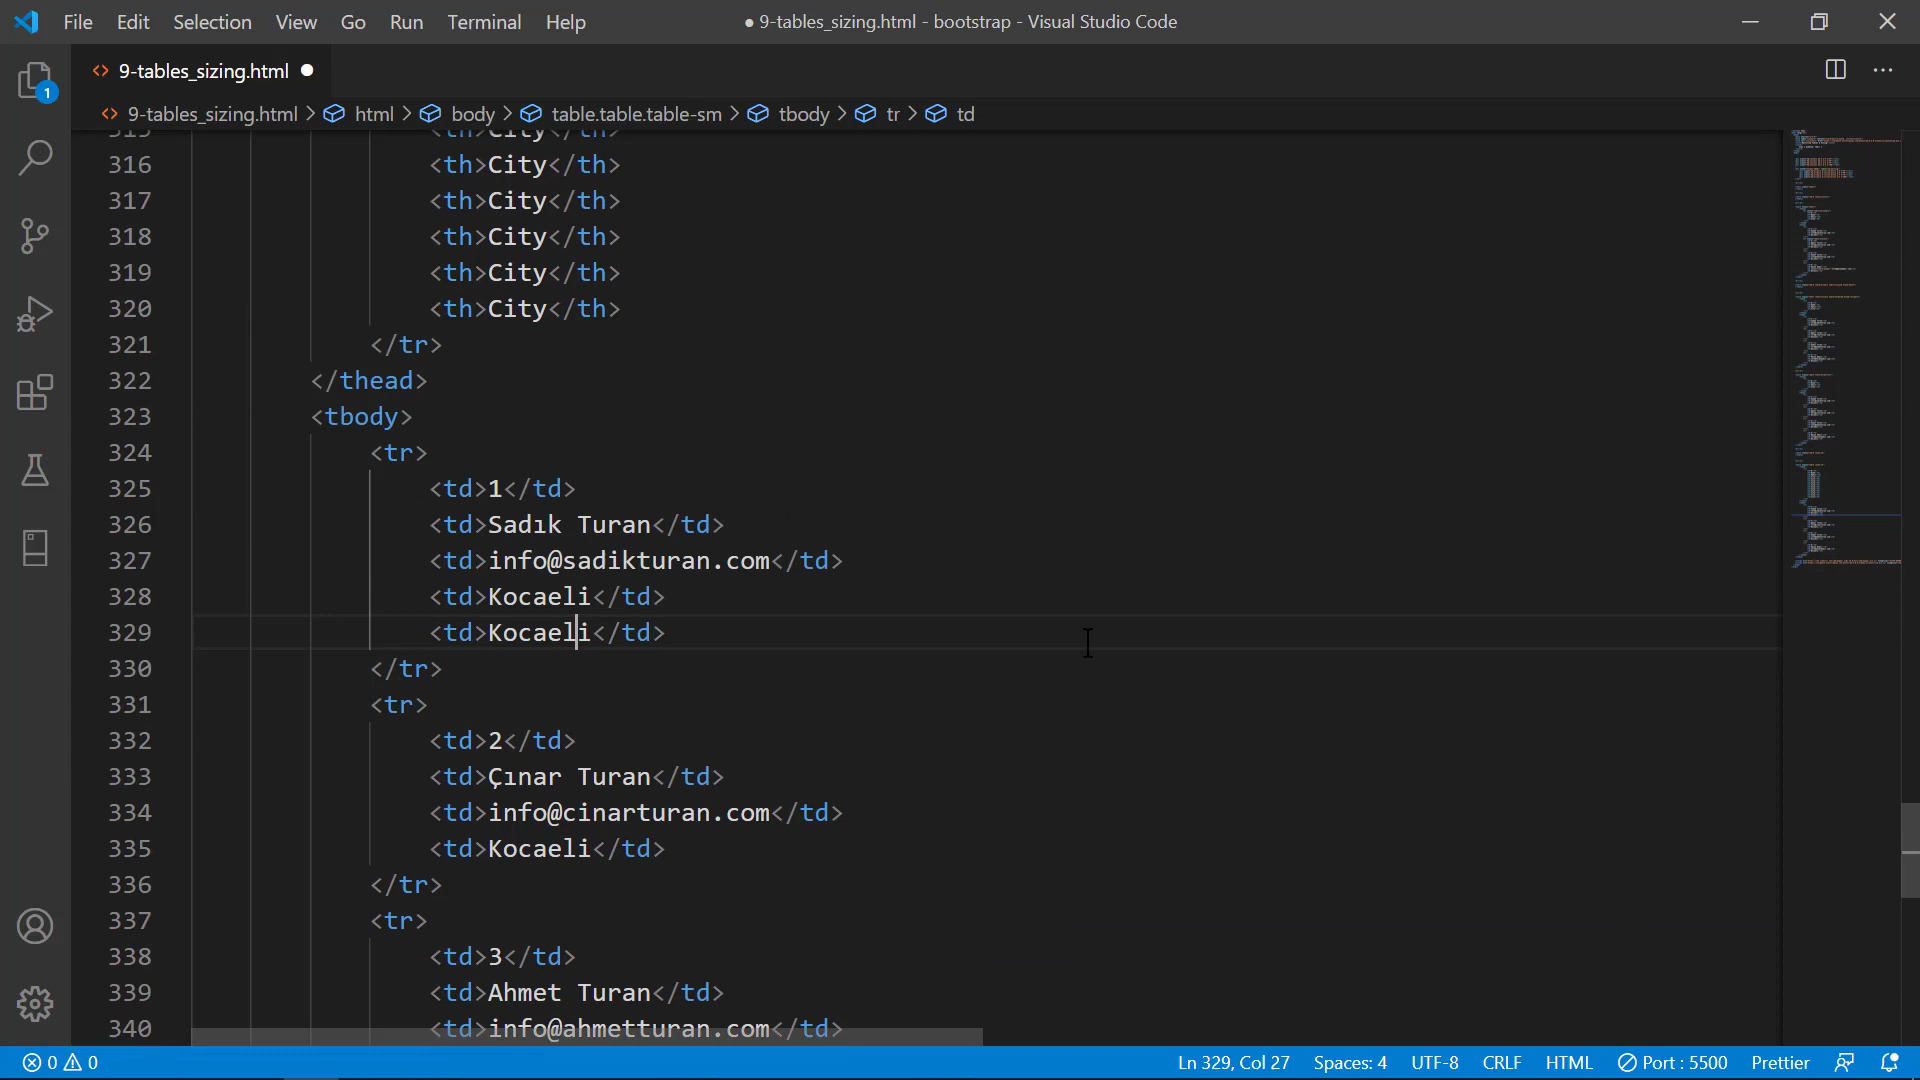 File Edit Selection View Go Run Terminal Help
● 9-tables_sizing.html - bootstrap - Visual Studio Code
9-tables_sizing.html
1
9-tables_sizing.html > html > body > table.table.table-sm > tbody > tr > td
315 <th>City</th>
316 <th>City</th>
317 <th>City</th>
318 <th>City</th>
319 <th>City</th>
320 <th>City</th>
321 </tr>
322 </thead>
323 <tbody>
324 <tr>
325 <td>1</td>
326 <td>Sadık Turan</td>
327 <td>info@sadikturan.com</td>
328 <td>Kocaeli</td>
329 <td>Kocaeli</td>
330 </tr>
331 <tr>
332 <td>2</td>
333 <td>Çınar Turan</td>
334 <td>info@cinarturan.com</td>
335 <td>Kocaeli</td>
336 </tr>
337 <tr>
338 <td>3</td>
339 <td>Ahmet Turan</td>
340 <td>info@ahmetturan.com</td>
0 0 Ln 329, Col 27 Spaces: 4 UTF-8 CRLF HTML Port : 5500 Prettier